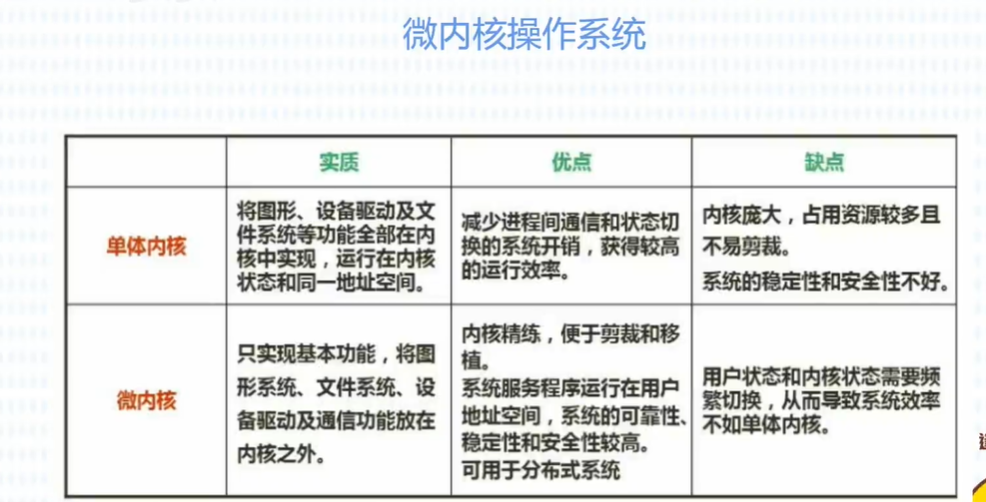 微内核操作系统
实质
优点
缺点
单体内核
将图形、设备驱动及文
件系统等功能全部在内
核中实现，运行在内核
状态和同一地址空间。
减少进程间通信和状态切
换的系统开销，获得较高
的运行效率。
内核庞大，占用资源较多且
不易剪裁。
系统的稳定性和安全性不好。
微内核
只实现基本功能，将图
形系统、文件系统、设
备驱动及通信功能放在
内核之外。
内核精练，便于剪裁和移
植。
系统服务程序运行在用户
地址空间，系统的可靠性、
稳定性和安全性较高。
可用于分布式系统
用户状态和内核状态需要频
繁切换，从而导致系统效率
不如单体内核。